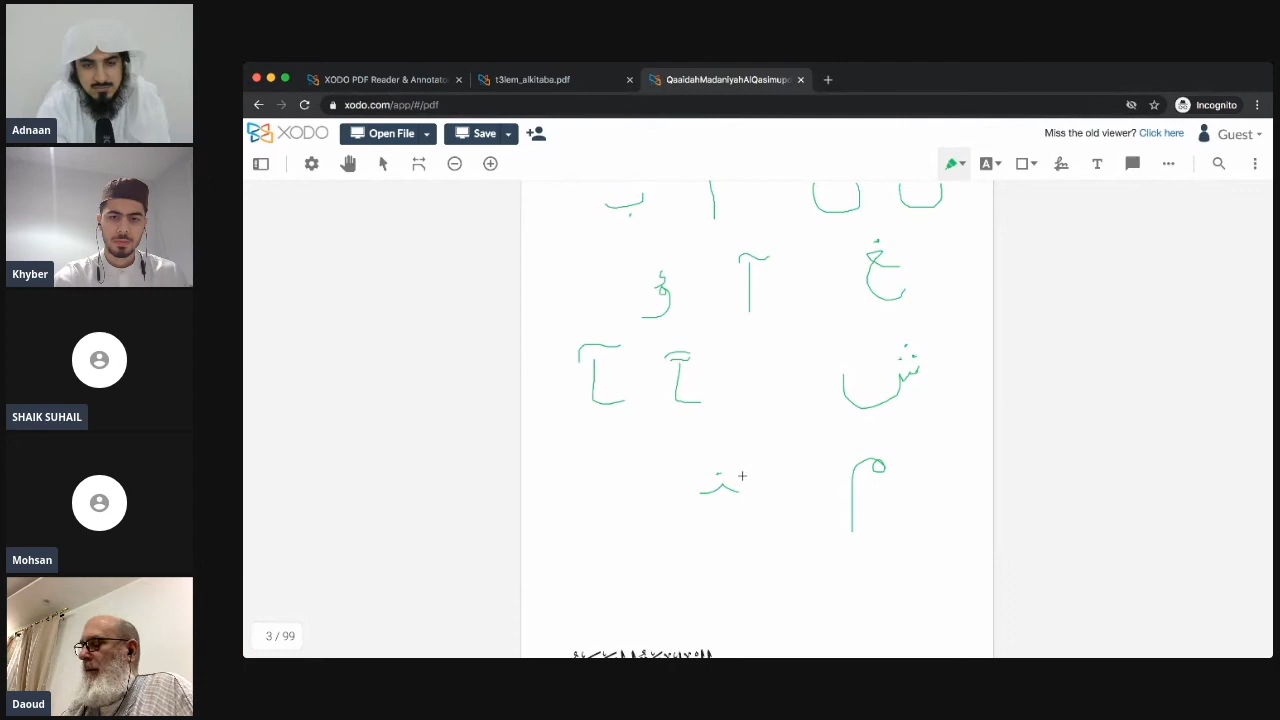 Adnaan
Khyber
SHAIK SUHAIL
Mohsan
Daoud
XODO PDF Reader & Annotato
t3lem_alkitaba.pdf
QaaidahMadaniyahAlQasimup
xodo.com/app/#/pdf
Incognito
XODO
Open File
Save
Miss the old viewer? Click here
Guest
A
T
ب
غ آ ؤ
ش
م
3 / 99